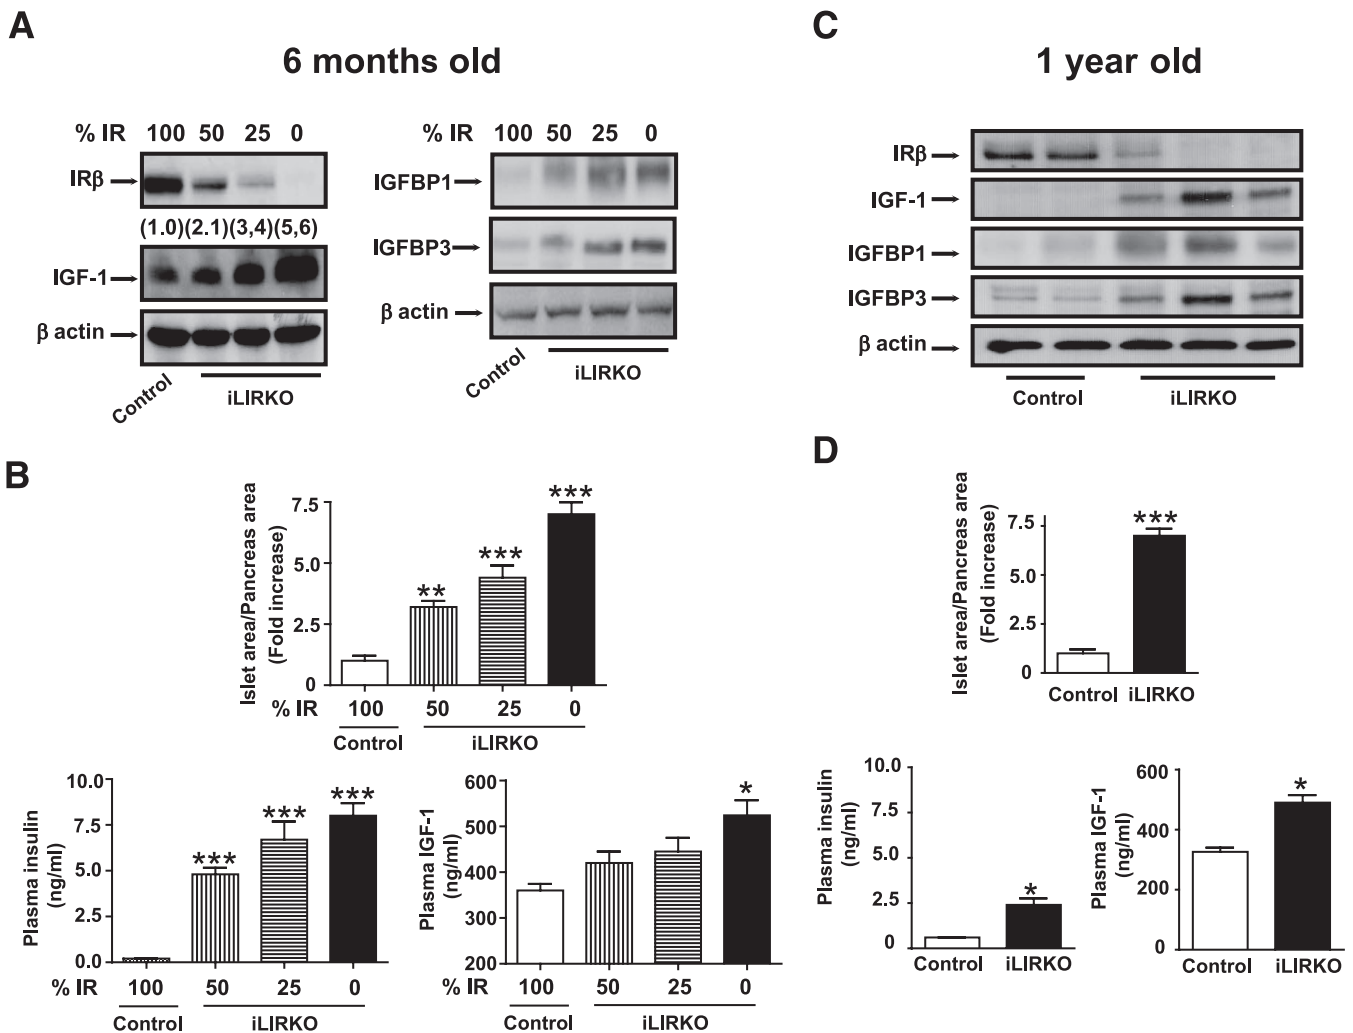 A
6 months old
% IR 100 50 25 0
IRβ
(1.0)(2.1)(3,4)(5,6)
IGF-1
β actin
Control
iLIRKO
% IR 100 50 25 0
IGFBP1
IGFBP3
β actin
Control
iLIRKO
C
1 year old
IRβ
IGF-1
IGFBP1
IGFBP3
β actin
Control iLIRKO
B
Islet area/Pancreas area
(Fold increase)
7.5
5.0
2.5
0
** *** ***
% IR 100 50 25 0
Control iLIRKO
Plasma insulin
(ng/ml)
10.0
7.5
5.0
2.5
0.0
*** *** ***
% IR 100 50 25 0
Control iLIRKO
Plasma IGF-1
(ng/ml)
600
500
400
300
200
*
% IR 100 50 25 0
Control iLIRKO
D
Islet area/Pancreas area
(Fold increase)
7.5
5.0
2.5
0
***
Control iLIRKO
Plasma insulin
(ng/ml)
10.0
7.5
5.0
2.5
0
*
Control iLIRKO
Plasma IGF-1
(ng/ml)
600
400
200
0
*
Control iLIRKO